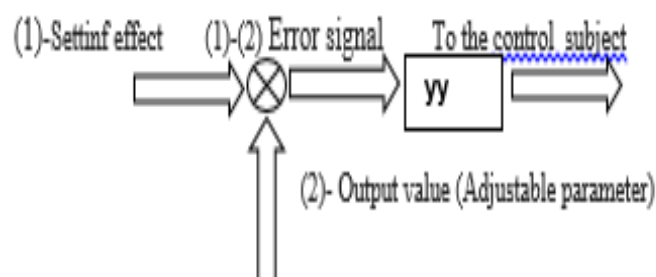 (1)-Settinf effect
(1)-(2) Error signal
To the control subject
yy
(2)- Output value (Adjustable parameter)